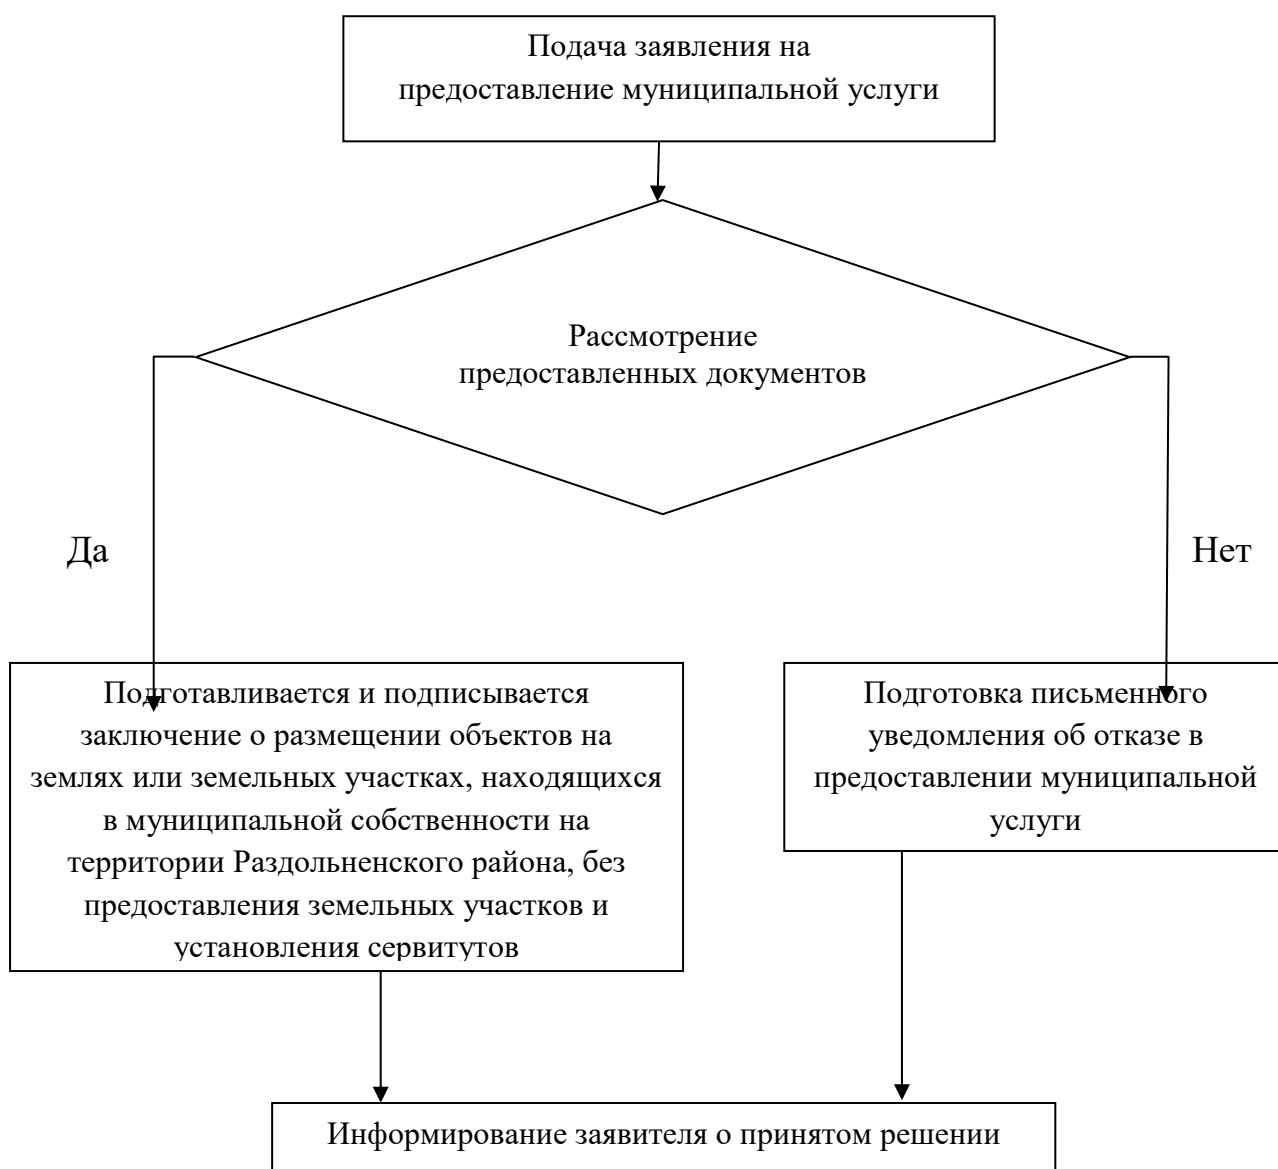 Подача заявления на
предоставление муниципальной услуги
Рассмотрение
предоставленных документов
Да
Нет
Подготавливается и подписывается
заключение о размещении объектов на
землях или земельных участках, находящихся
в муниципальной собственности на
территории Раздольненского района, без
предоставления земельных участков и
установления сервитутов
Подготовка письменного
уведомления об отказе в
предоставлении муниципальной
услуги
Информирование заявителя о принятом решении